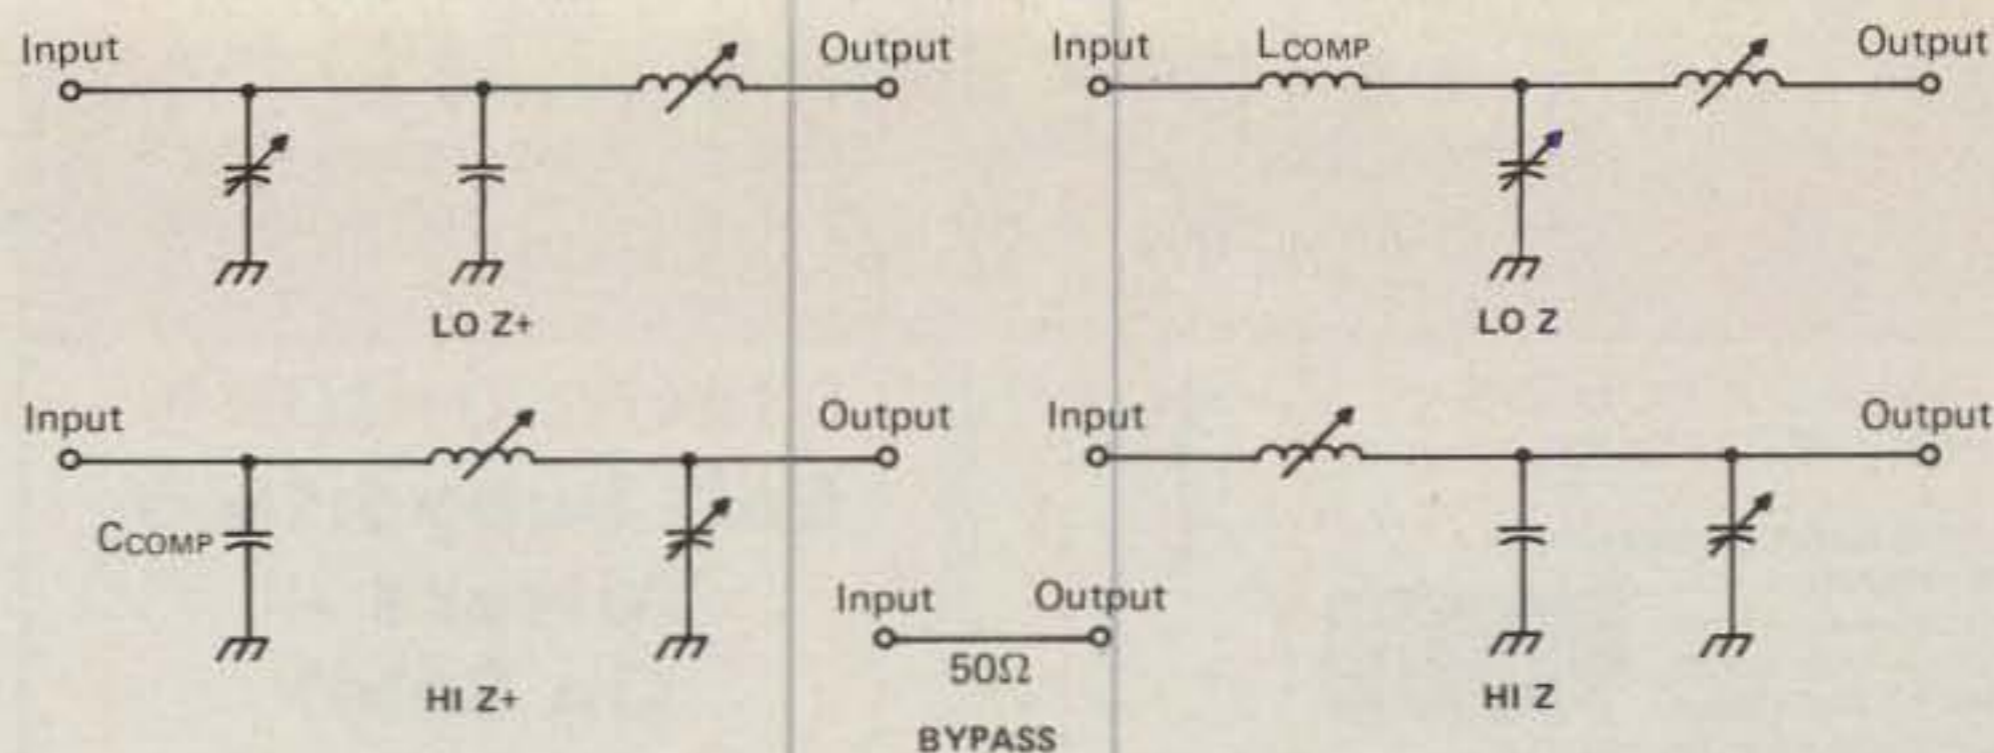 Input
Output
LO Z+
Input
LCOMP
Output
LO Z
Input
Output
CCOMP
HI Z+
Input
Output
HI Z
Input
Output
50Ω
BYPASS